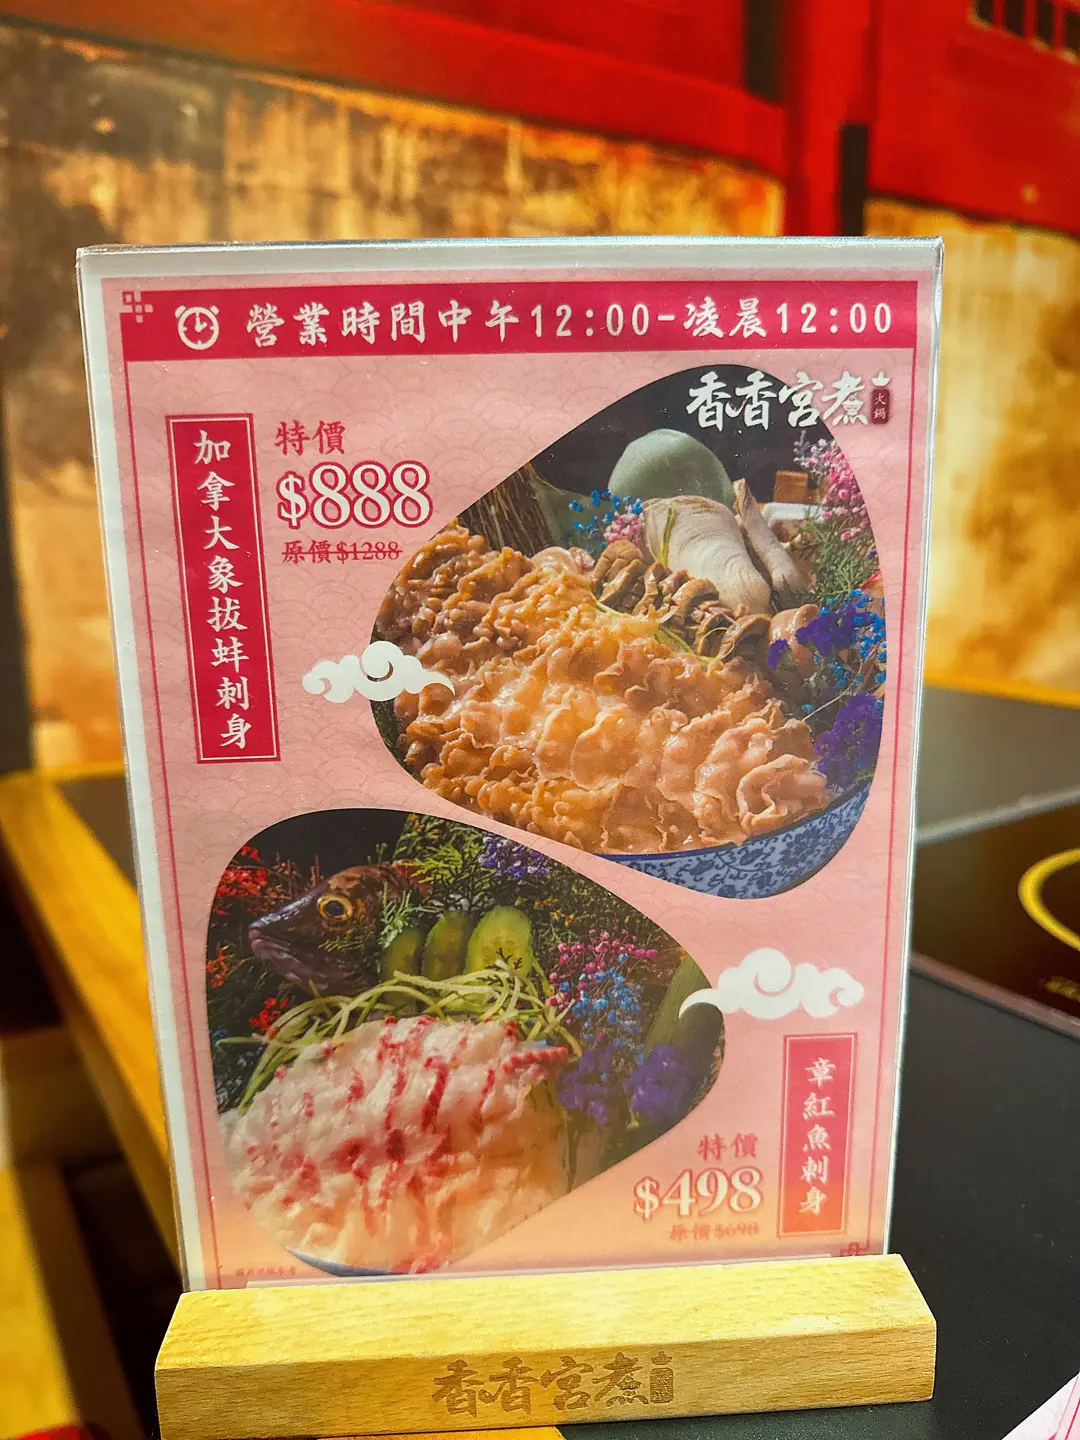 營業時間中午12:00-凌晨12:00
香香宮煮
火鍋
加拿大象拔蚌刺身
特價
$888
原價$1288
章紅魚刺身
特價
$498
原價$698
香香宮煮